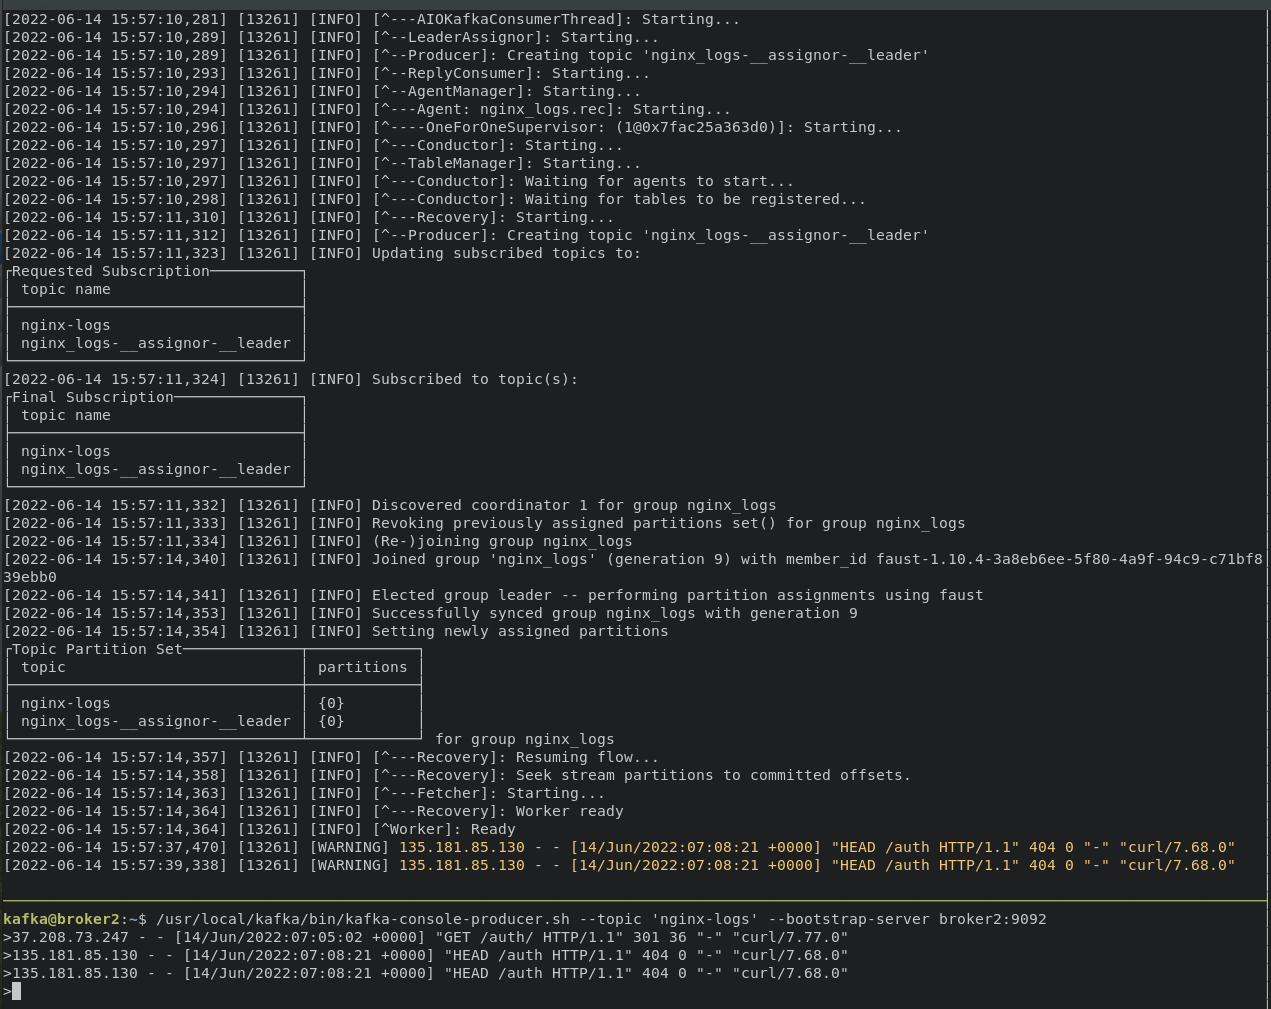 [2022-06-14 15:57:10,281] [13261] [INFO] [^---AIOKafkaConsumerThread]: Starting...
[2022-06-14 15:57:10,289] [13261] [INFO] [^--LeaderAssignor]: Starting...
[2022-06-14 15:57:10,289] [13261] [INFO] [^--Producer]: Creating topic 'nginx_logs-__assignor-__leader'
[2022-06-14 15:57:10,293] [13261] [INFO] [^--ReplyConsumer]: Starting...
[2022-06-14 15:57:10,294] [13261] [INFO] [^--AgentManager]: Starting...
[2022-06-14 15:57:10,294] [13261] [INFO] [^---Agent: nginx_logs.rec]: Starting...
[2022-06-14 15:57:10,296] [13261] [INFO] [^----OneForOneSupervisor: (1@0x7fac25a363d0)]: Starting...
[2022-06-14 15:57:10,297] [13261] [INFO] [^---Conductor]: Starting...
[2022-06-14 15:57:10,297] [13261] [INFO] [^--TableManager]: Starting...
[2022-06-14 15:57:10,297] [13261] [INFO] [^---Conductor]: Waiting for agents to start...
[2022-06-14 15:57:10,298] [13261] [INFO] [^---Conductor]: Waiting for tables to be registered...
[2022-06-14 15:57:11,310] [13261] [INFO] [^---Recovery]: Starting...
[2022-06-14 15:57:11,312] [13261] [INFO] [^--Producer]: Creating topic 'nginx_logs-__assignor-__leader'
[2022-06-14 15:57:11,323] [13261] [INFO] Updating subscribed topics to:
Requested Subscription
topic name
nginx-logs
nginx_logs-__assignor-__leader
[2022-06-14 15:57:11,324] [13261] [INFO] Subscribed to topic(s):
Final Subscription
topic name
nginx-logs
nginx_logs-__assignor-__leader
[2022-06-14 15:57:11,332] [13261] [INFO] Discovered coordinator 1 for group nginx_logs
[2022-06-14 15:57:11,333] [13261] [INFO] Revoking previously assigned partitions set() for group nginx_logs
[2022-06-14 15:57:11,334] [13261] [INFO] (Re-)joining group nginx_logs
[2022-06-14 15:57:14,340] [13261] [INFO] Joined group 'nginx_logs' (generation 9) with member_id faust-1.10.4-3a8eb6ee-5f80-4a9f-94c9-c71bf8
39ebb0
[2022-06-14 15:57:14,341] [13261] [INFO] Elected group leader -- performing partition assignments using faust
[2022-06-14 15:57:14,353] [13261] [INFO] Successfully synced group nginx_logs with generation 9
[2022-06-14 15:57:14,354] [13261] [INFO] Setting newly assigned partitions
Topic Partition Set
topic partitions
nginx-logs {0}
nginx_logs-__assignor-__leader {0}
for group nginx_logs
[2022-06-14 15:57:14,357] [13261] [INFO] [^---Recovery]: Resuming flow...
[2022-06-14 15:57:14,358] [13261] [INFO] [^---Recovery]: Seek stream partitions to committed offsets.
[2022-06-14 15:57:14,363] [13261] [INFO] [^---Fetcher]: Starting...
[2022-06-14 15:57:14,364] [13261] [INFO] [^---Recovery]: Worker ready
[2022-06-14 15:57:14,364] [13261] [INFO] [^Worker]: Ready
[2022-06-14 15:57:37,470] [13261] [WARNING] 135.181.85.130 - - [14/Jun/2022:07:08:21 +0000] "HEAD /auth HTTP/1.1" 404 0 "-" "curl/7.68.0"
[2022-06-14 15:57:39,338] [13261] [WARNING] 135.181.85.130 - - [14/Jun/2022:07:08:21 +0000] "HEAD /auth HTTP/1.1" 404 0 "-" "curl/7.68.0"
kafka@broker2:~$ /usr/local/kafka/bin/kafka-console-producer.sh --topic 'nginx-logs' --bootstrap-server broker2:9092
>37.208.73.247 - - [14/Jun/2022:07:05:02 +0000] "GET /auth/ HTTP/1.1" 301 36 "-" "curl/7.77.0"
>135.181.85.130 - - [14/Jun/2022:07:08:21 +0000] "HEAD /auth HTTP/1.1" 404 0 "-" "curl/7.68.0"
>135.181.85.130 - - [14/Jun/2022:07:08:21 +0000] "HEAD /auth HTTP/1.1" 404 0 "-" "curl/7.68.0"
>